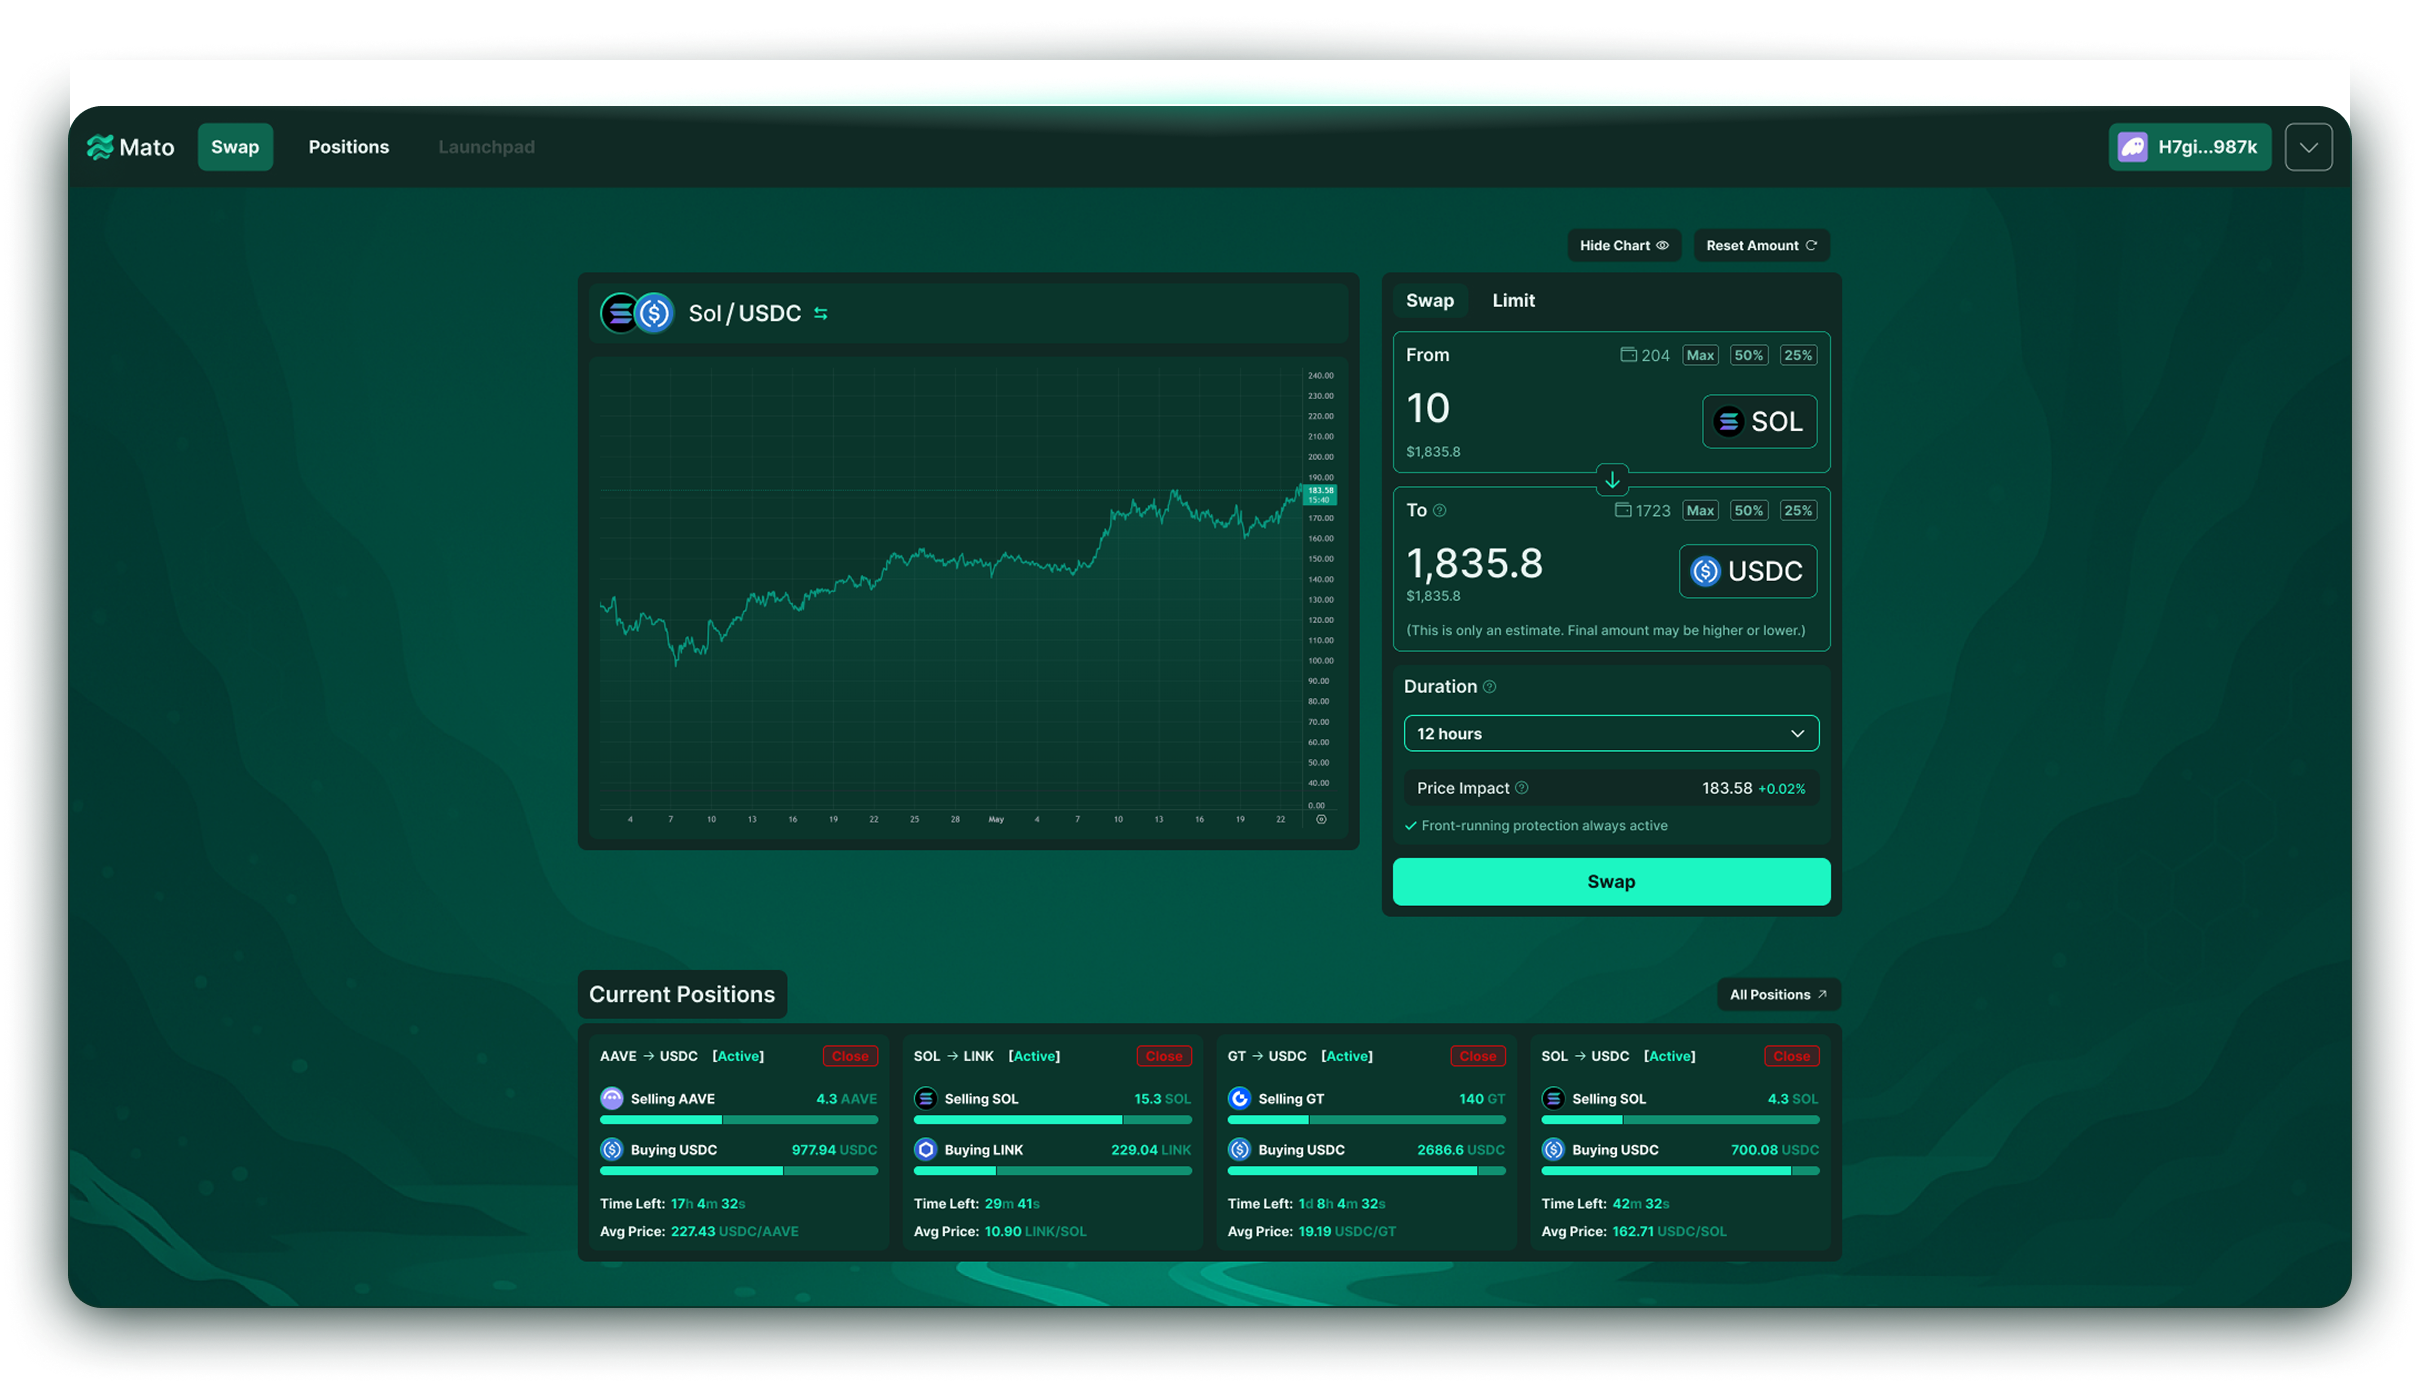 Mato Swap Positions Launchpad H7gi...987k
Hide Chart Reset Amount
Sol / USDC
240.00
230.00
220.00
210.00
200.00
190.00
183.58
15:40
170.00
160.00
150.00
140.00
130.00
120.00
110.00
100.00
90.00
80.00
70.00
60.00
50.00
40.00
0.00
4 7 10 13 16 19 22 25 28 May 4 7 10 13 16 19 22
Swap Limit
From 204 Max 50% 25%
10 SOL
$1,835.8
To 1723 Max 50% 25%
1,835.8 USDC
$1,835.8
(This is only an estimate. Final amount may be higher or lower.)
Duration
12 hours
Price Impact 183.58 +0.02%
Front-running protection always active
Swap
Current Positions All Positions
AAVE → USDC [Active] Close
Selling AAVE 4.3 AAVE
Buying USDC 977.94 USDC
Time Left: 17h 4m 32s
Avg Price: 227.43 USDC/AAVE
SOL → LINK [Active] Close
Selling SOL 15.3 SOL
Buying LINK 229.04 LINK
Time Left: 29m 41s
Avg Price: 10.90 LINK/SOL
GT → USDC [Active] Close
Selling GT 140 GT
Buying USDC 2686.6 USDC
Time Left: 1d 8h 4m 32s
Avg Price: 19.19 USDC/GT
SOL → USDC [Active] Close
Selling SOL 4.3 SOL
Buying USDC 700.08 USDC
Time Left: 42m 32s
Avg Price: 162.71 USDC/SOL